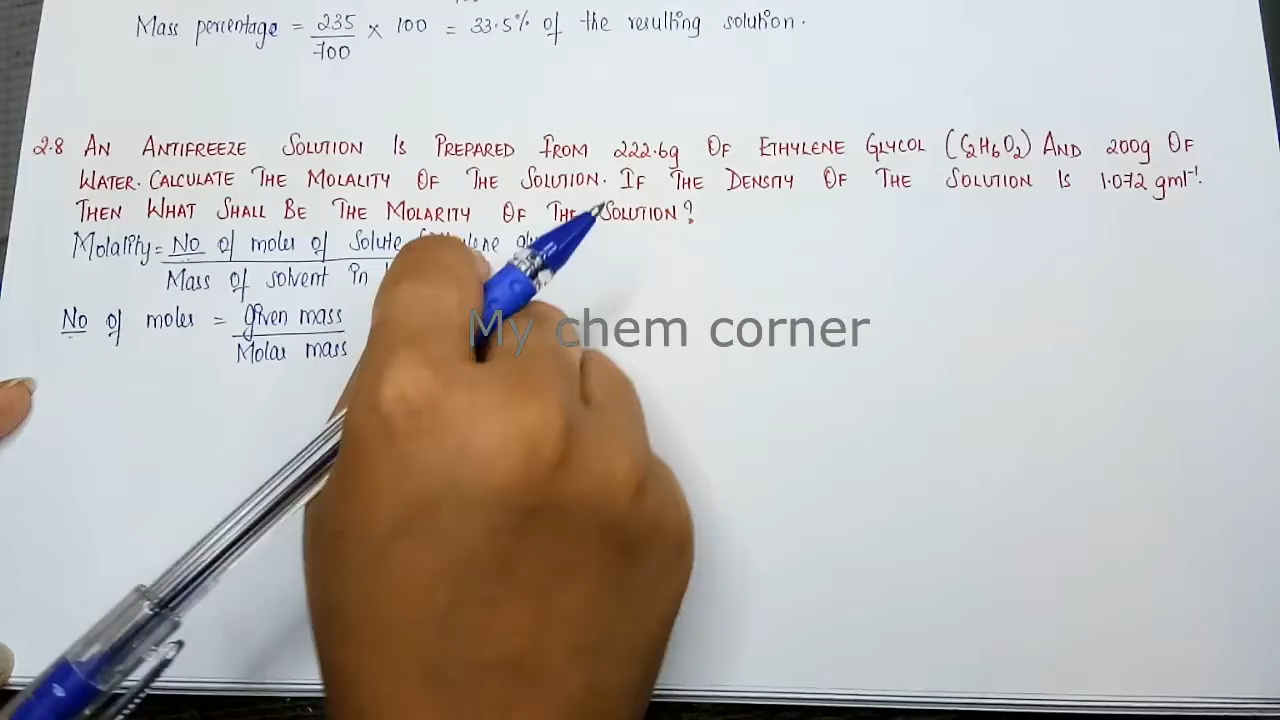 Mass percentage = 235/700 × 100 = 33.5% of the resulting solution.
2.8 AN ANTIFREEZE SOLUTION IS PREPARED FROM 222.6g OF ETHYLENE GLYCOL (C2H6O2) AND 200g OF
WATER. CALCULATE THE MOLALITY OF THE SOLUTION. IF THE DENSITY OF THE SOLUTION IS 1.072 gml-1.
THEN WHAT SHALL BE THE MOLARITY OF THE SOLUTION?
Molality = No of moles of solute
Mass of solvent in
No of moles = given mass
Molar mass
My chem corner